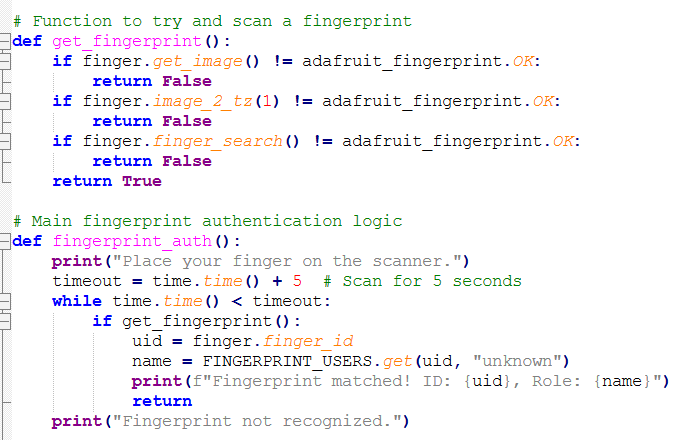 # Function to try and scan a fingerprint
def get_fingerprint():
    if finger.get_image() != adafruit_fingerprint.OK:
        return False
    if finger.image_2_tz(1) != adafruit_fingerprint.OK:
        return False
    if finger.finger_search() != adafruit_fingerprint.OK:
        return False
    return True

# Main fingerprint authentication logic
def fingerprint_auth():
    print("Place your finger on the scanner.")
    timeout = time.time() + 5  # Scan for 5 seconds
    while time.time() < timeout:
        if get_fingerprint():
            uid = finger.finger_id
            name = FINGERPRINT_USERS.get(uid, "unknown")
            print(f"Fingerprint matched! ID: {uid}, Role: {name}")
            return
    print("Fingerprint not recognized.")